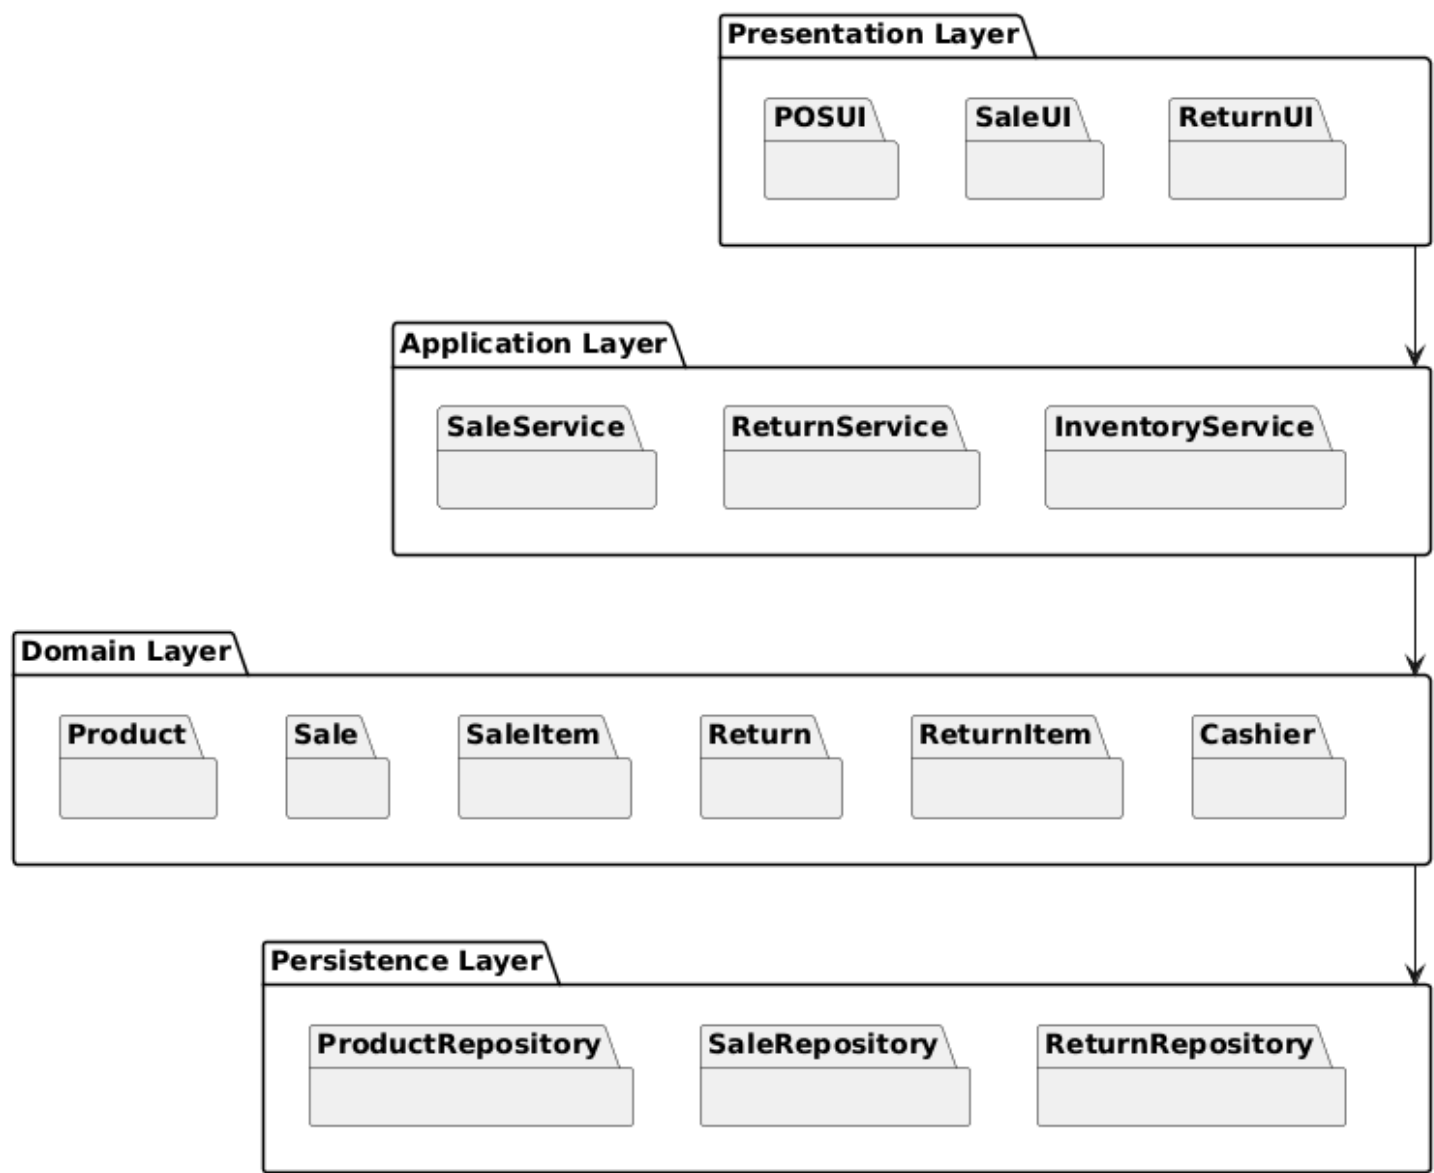 Presentation Layer
POSUI
SaleUI
ReturnUI
Application Layer
SaleService
ReturnService
InventoryService
Domain Layer
Product
Sale
SaleItem
Return
ReturnItem
Cashier
Persistence Layer
ProductRepository
SaleRepository
ReturnRepository